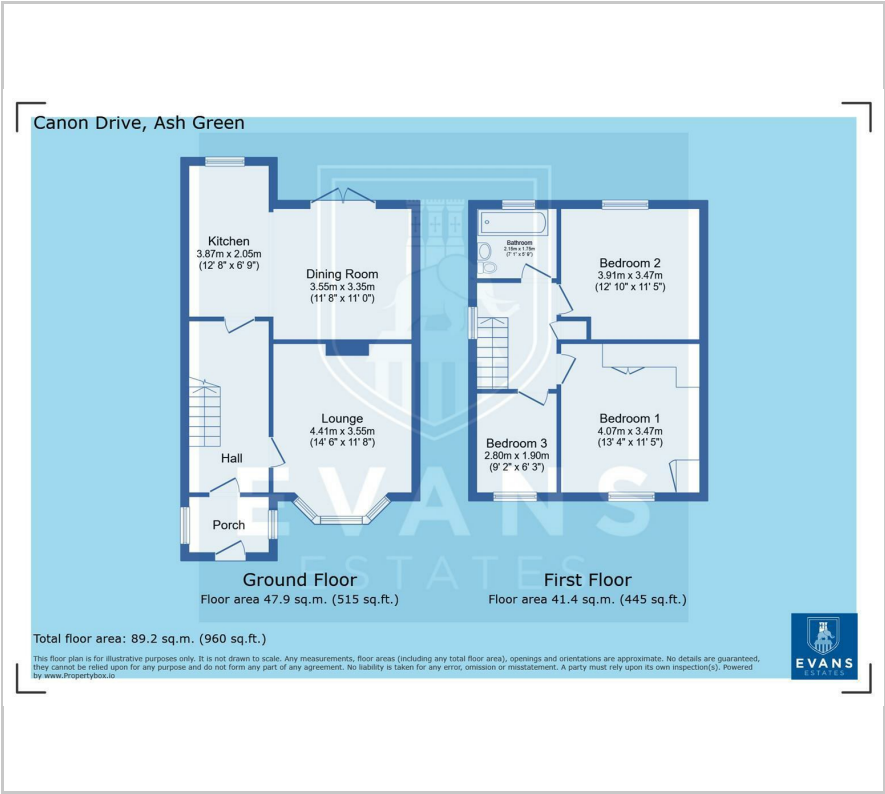 Canon Drive, Ash Green
Kitchen
3.87m x 2.05m
(12' 8" x 6' 9")
Dining Room
3.55m x 3.35m
(11' 8" x 11' 0")
Lounge
4.41m x 3.55m
(14' 6" x 11' 8")
Hall
Porch
Bathroom
2.15m x 1.75m
(7' 1" x 5' 9")
Bedroom 2
3.91m x 3.47m
(12' 10" x 11' 5")
Bedroom 1
4.07m x 3.47m
(13' 4" x 11' 5")
Bedroom 3
2.80m x 1.90m
(9' 2" x 6' 3")
EVANS
ESTATES
Ground Floor
Floor area 47.9 sq.m. (515 sq.ft.)
First Floor
Floor area 41.4 sq.m. (445 sq.ft.)
Total floor area: 89.2 sq.m. (960 sq.ft.)
This floor plan is for illustrative purposes only. It is not drawn to scale. Any measurements, floor areas (including any total floor area), openings and orientations are approximate. No details are guaranteed,
they cannot be relied upon for any purpose and do not form any part of any agreement. No liability is taken for any error, omission or misstatement. A party must rely upon its own inspection(s). Powered
by www.Propertybox.io
EVANS
ESTATES